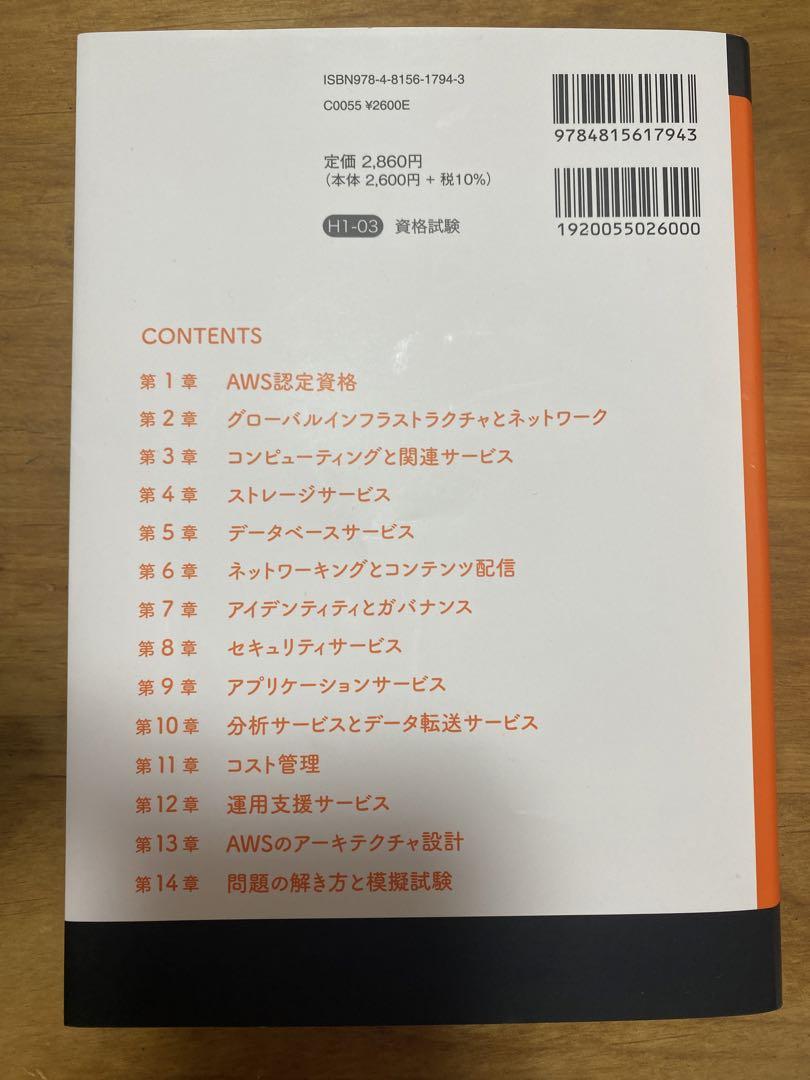 ISBN978-4-8156-1794-3
C0055 ¥2600E
9784815617943
定価 2,860円
(本体 2,600円 + 税10%)
1920055026000
H1-03 資格試験
CONTENTS
第1章 AWS認定資格
第2章 グローバルインフラストラクチャとネットワーク
第3章 コンピューティングと関連サービス
第4章 ストレージサービス
第5章 データベースサービス
第6章 ネットワーキングとコンテンツ配信
第7章 アイデンティティとガバナンス
第8章 セキュリティサービス
第9章 アプリケーションサービス
第10章 分析サービスとデータ転送サービス
第11章 コスト管理
第12章 運用支援サービス
第13章 AWSのアーキテクチャ設計
第14章 問題の解き方と模擬試験